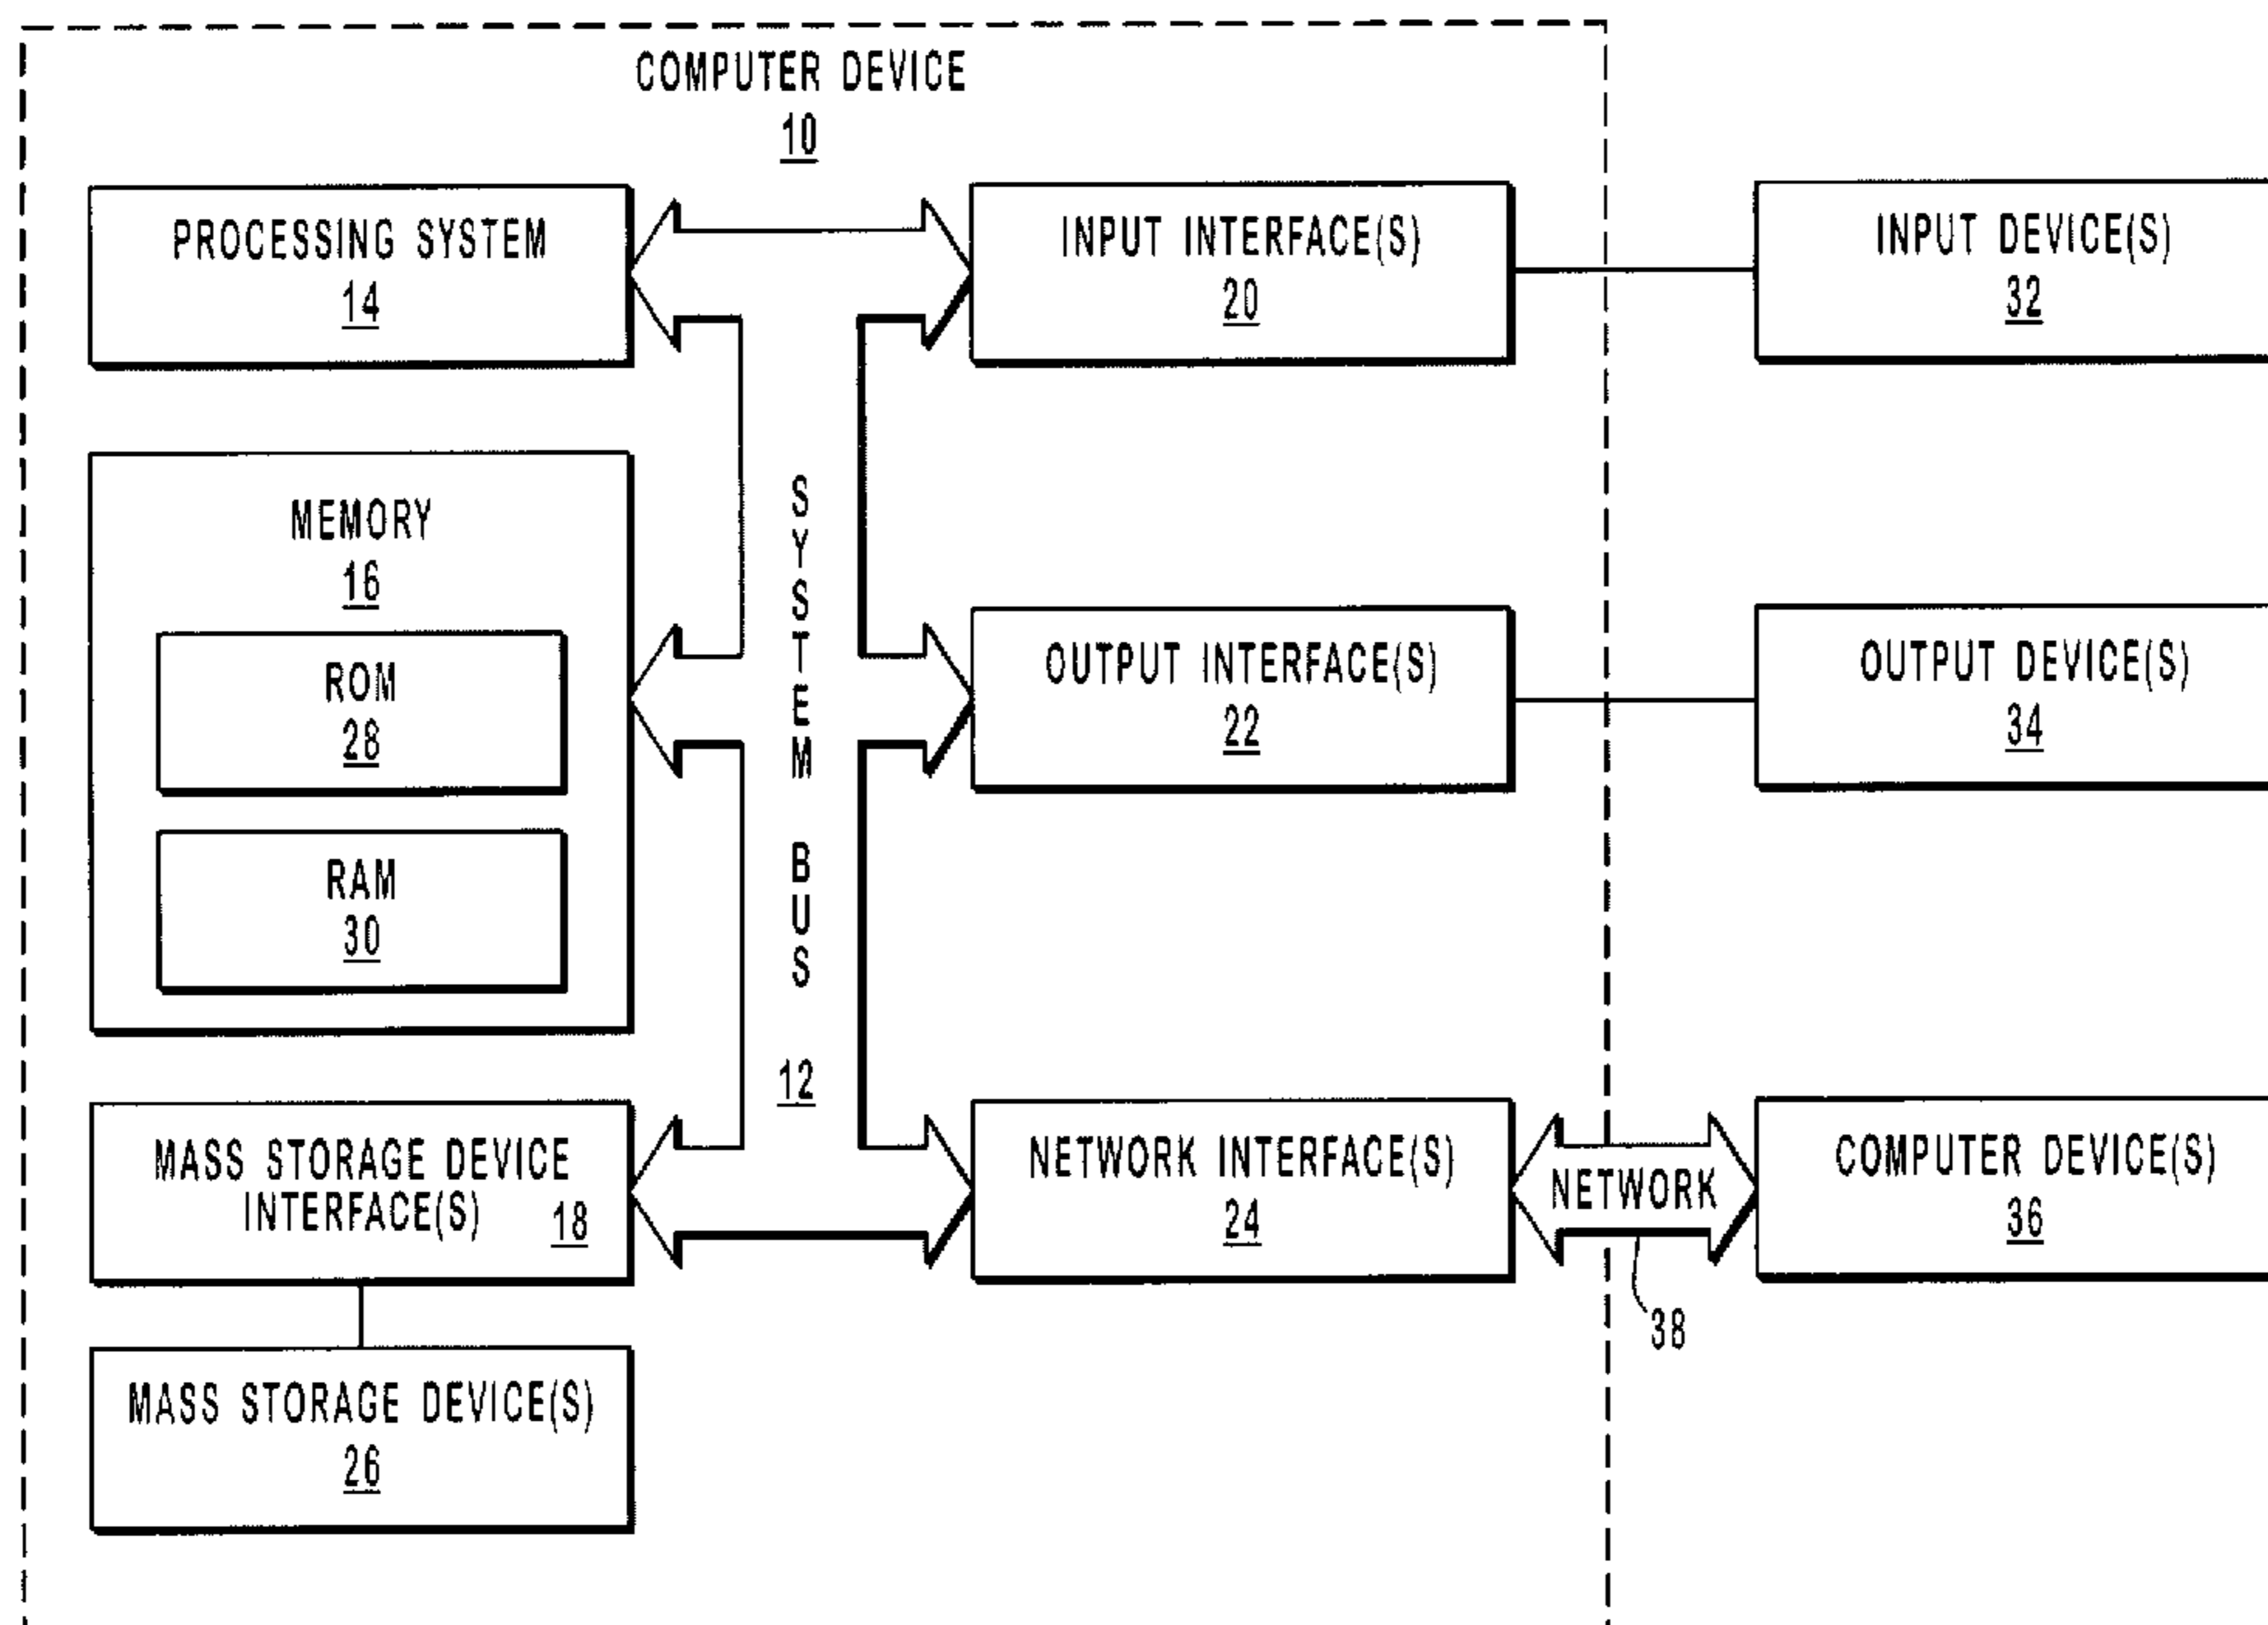 COMPUTER DEVICE
10
PROCESSING SYSTEM
14
INPUT INTERFACE(S)
20
INPUT DEVICE(S)
32
MEMORY
16
ROM
28
RAM
30
SYSTEM BUS
12
OUTPUT INTERFACE(S)
22
OUTPUT DEVICE(S)
34
MASS STORAGE DEVICE
INTERFACE(S) 18
NETWORK INTERFACE(S)
24
NETWORK
38
COMPUTER DEVICE(S)
36
MASS STORAGE DEVICE(S)
26